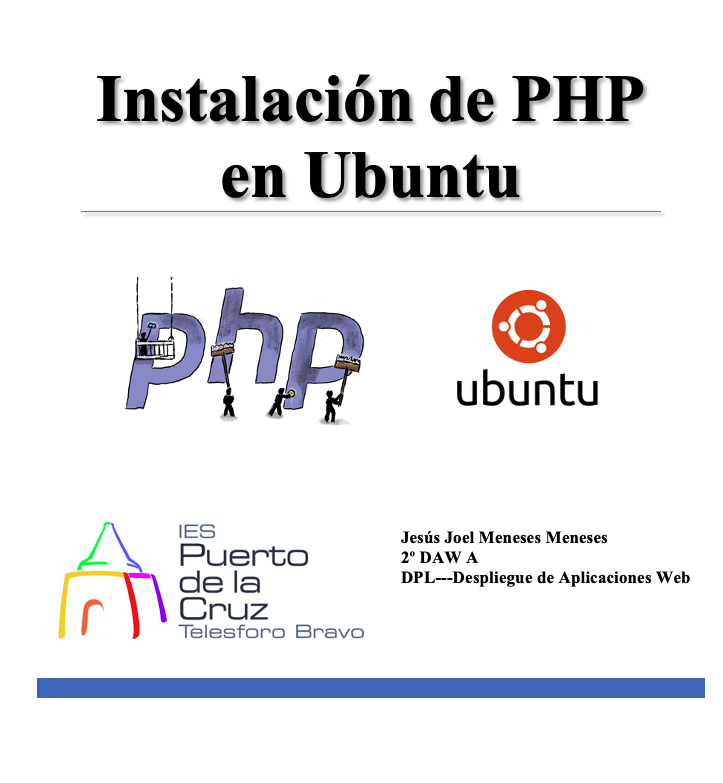 Instalación de PHP
en Ubuntu
php
ubuntu
IES
Puerto
de la
Cruz
Telesforo Bravo
Jesús Joel Meneses Meneses
2º DAW A
DPL---Despliegue de Aplicaciones Web